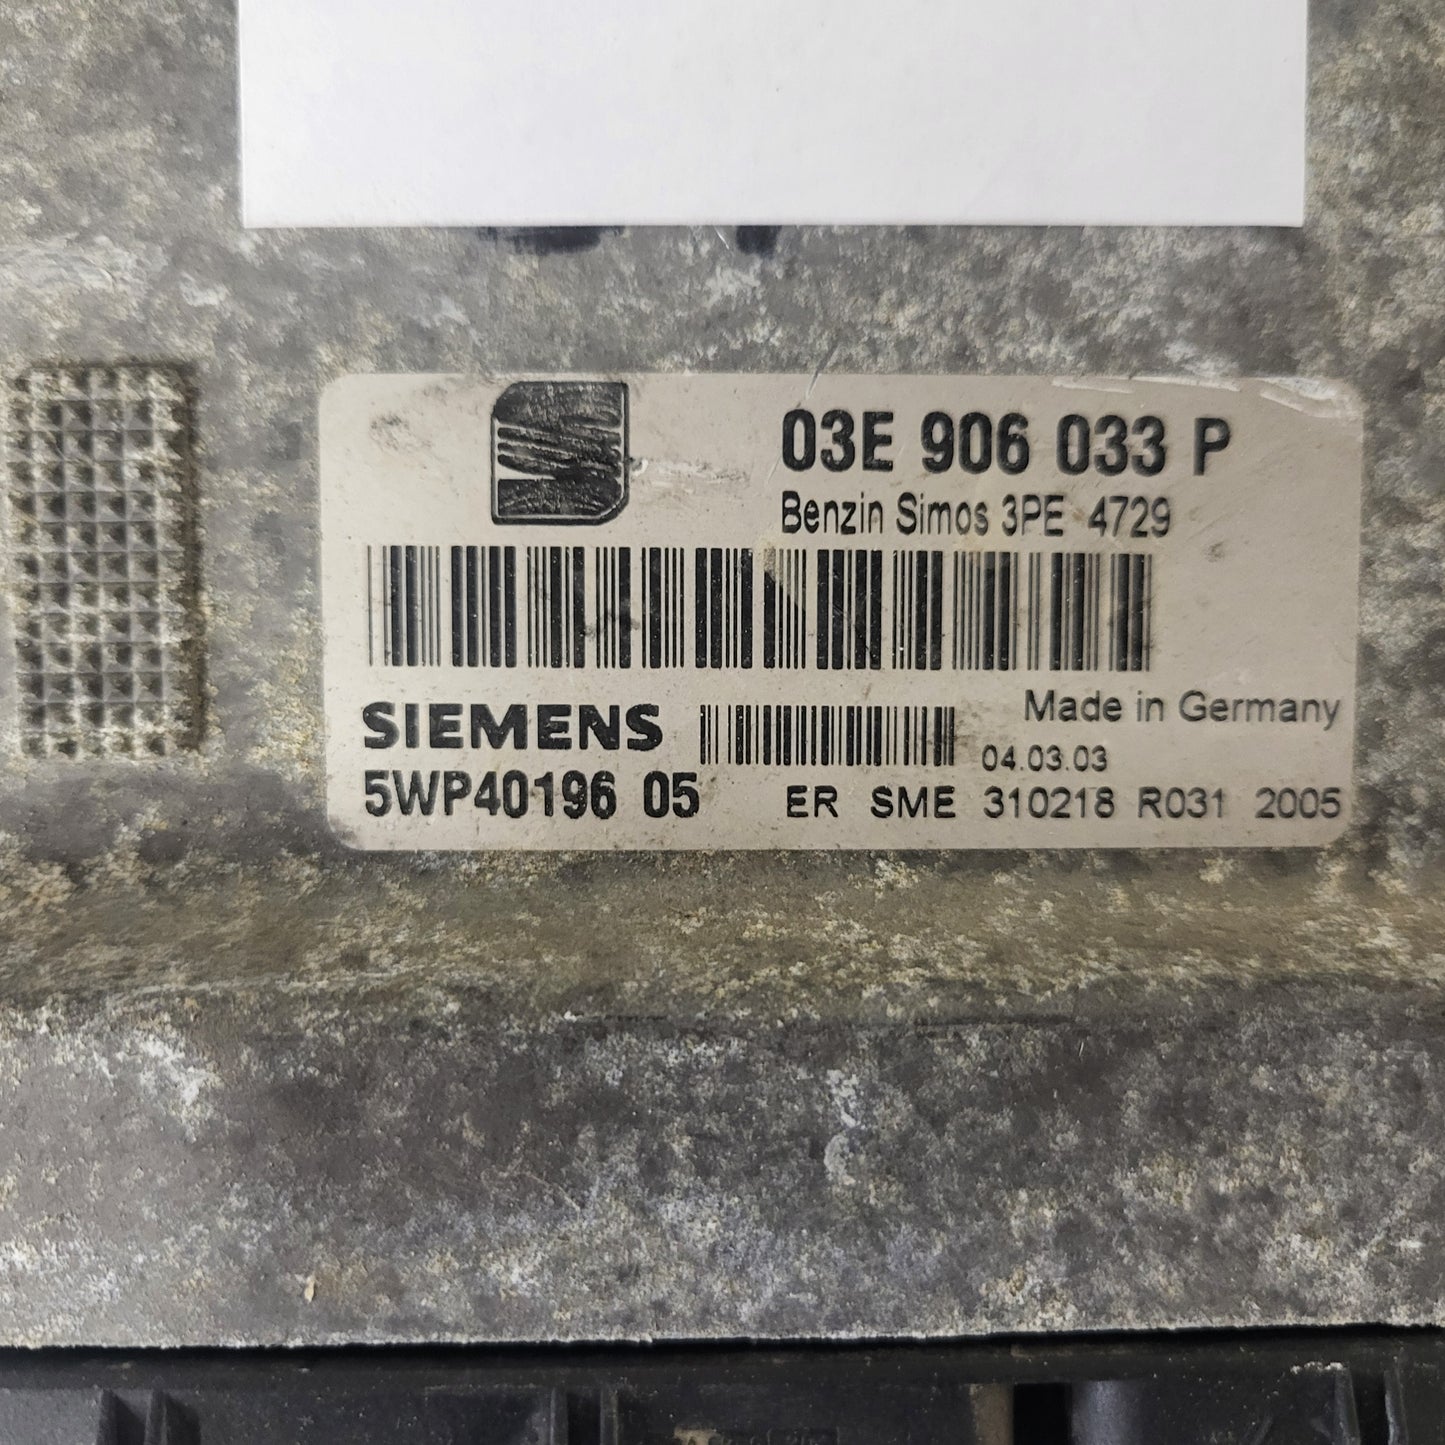 03E 906 033 P
Benzin Simos 3PE 4729
SIEMENS
Made in Germany
04.03.03
5WP40196 05
ER SME 310218 R031 2005